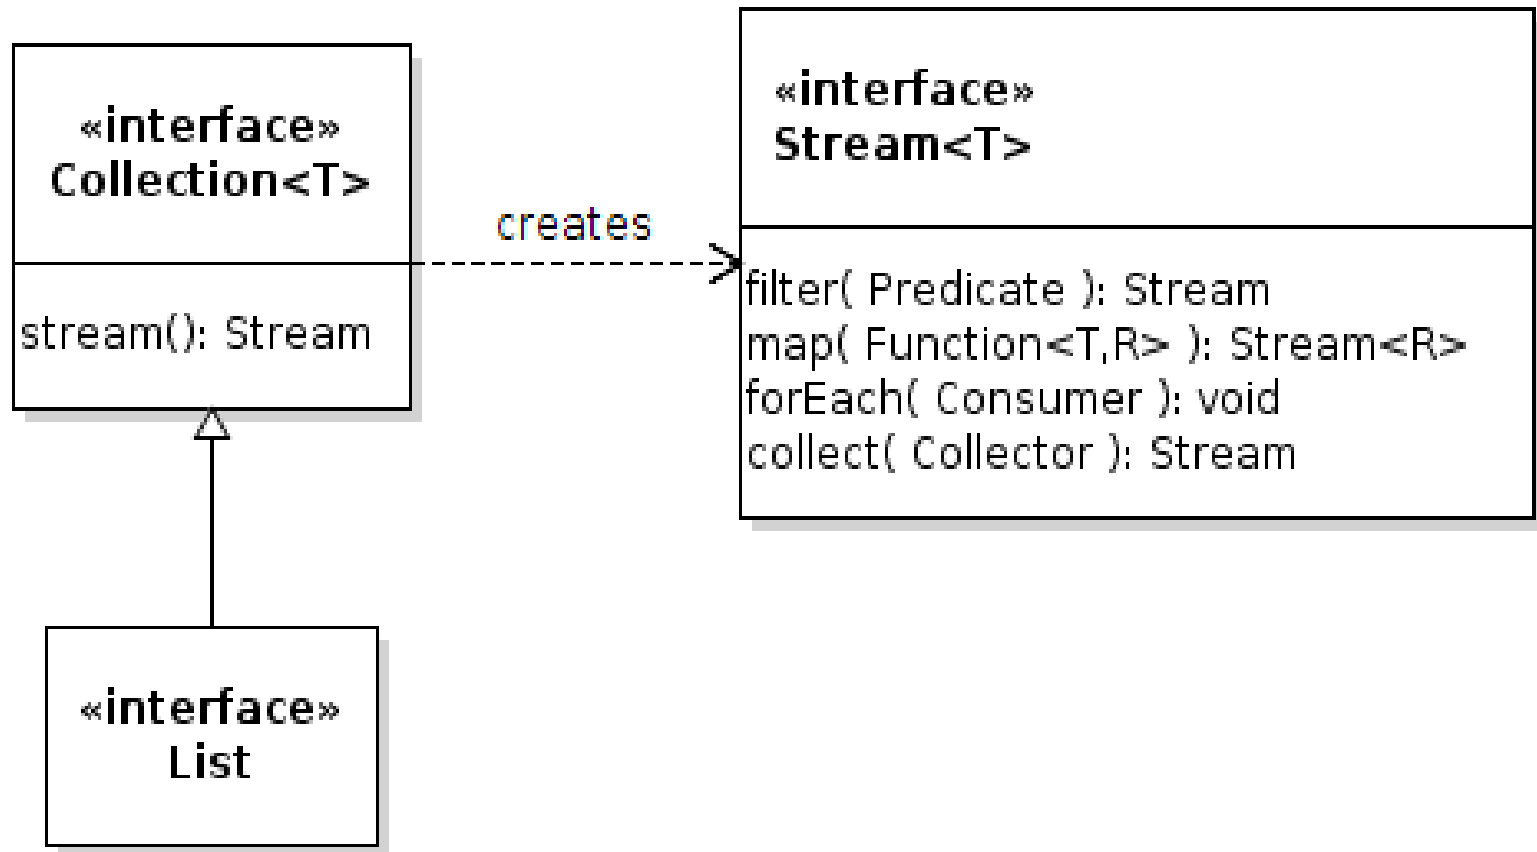 «interface»
Collection<T>
stream(): Stream
creates
«interface»
Stream<T>
filter( Predicate ): Stream
map( Function<T,R> ): Stream<R>
forEach( Consumer ): void
collect( Collector ): Stream
«interface»
List